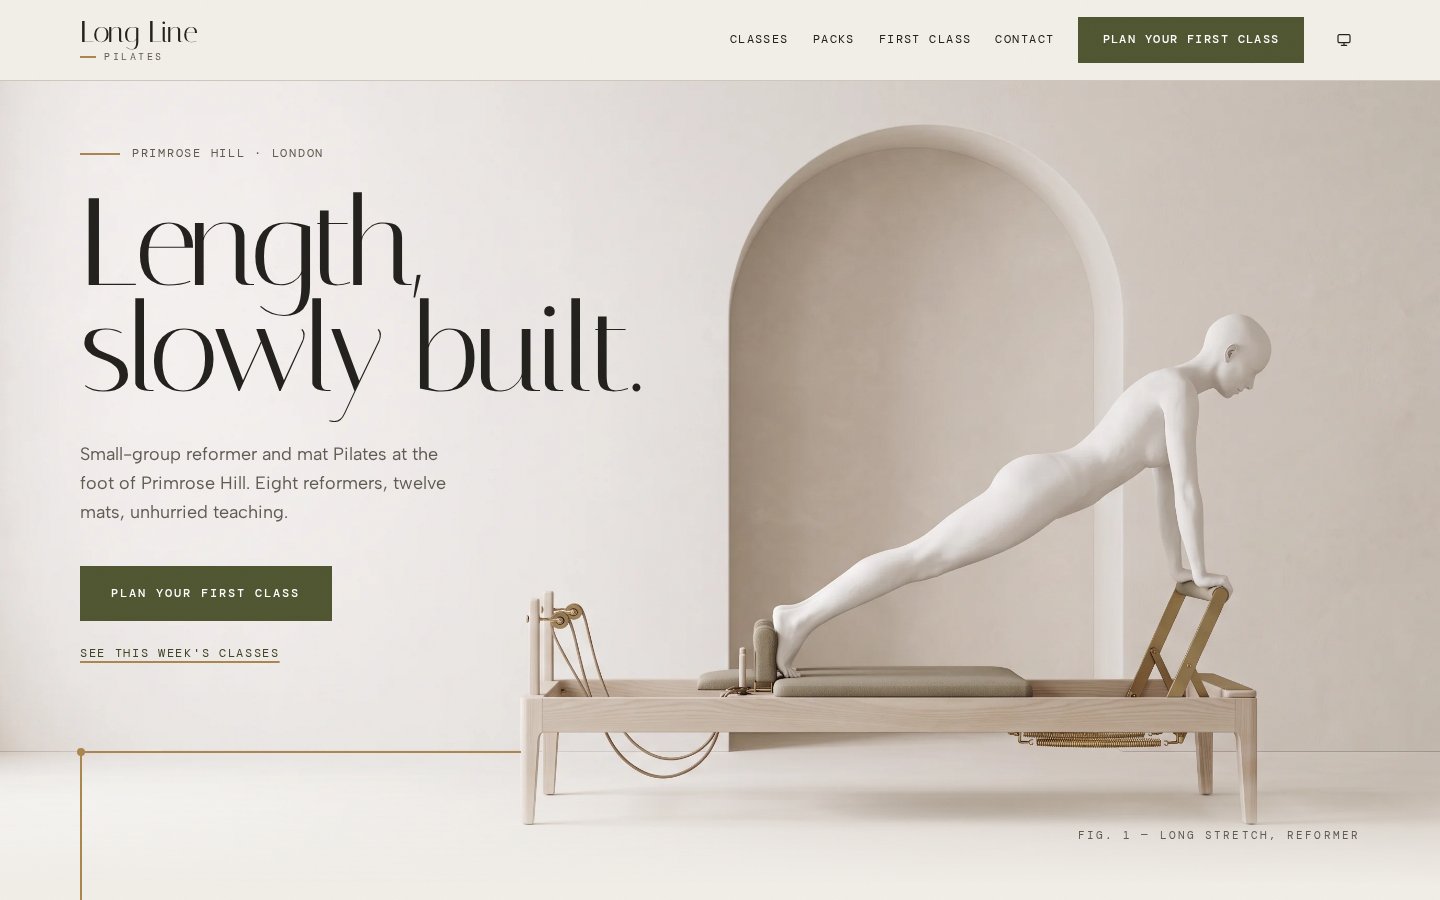 Long Line
PILATES
CLASSES
PACKS
FIRST CLASS
CONTACT
PLAN YOUR FIRST CLASS
PRIMROSE HILL · LONDON
Length,
slowly built.
Small-group reformer and mat Pilates at the
foot of Primrose Hill. Eight reformers, twelve
mats, unhurried teaching.
PLAN YOUR FIRST CLASS
SEE THIS WEEK'S CLASSES
FIG. 1 — LONG STRETCH, REFORMER